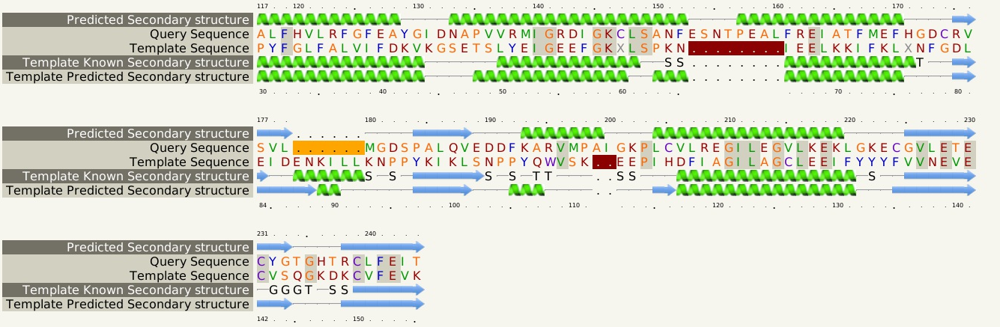 117 120 130 140 150 160 170
Predicted Secondary structure
Query Sequence A L F H V L R F G F E A Y G I D N A P V V R M I G R D I G K C L S A N F E S N T P E A L F R E I A T F M E F H G D C R V
Template Sequence P Y F G L F A L V I F D K V K G S E T S L Y E I G E E F G K X L S P K N . . . . . . . . I E E L K K I F K L X N F G D L
Template Known Secondary structure S S . . . . . . . . T
Template Predicted Secondary structure . . . . . . . .
30 40 50 60 70 80
177 180 190 200 210 220 230
Predicted Secondary structure . . . . . .
Query Sequence S V L . . . . . . M G D S P A L Q V E D D F K A R V M P A I G K P L C V L R E G I L E G V L K E K L G K E C G V L E T E
Template Sequence E I D E N K I L L K N P P Y K I K L S N P P Y Q W V S K . . E E P I H D F I A G I L A G C L E E I F Y Y Y F V V N E V E
Template Known Secondary structure S S S S T T . . S S S
Template Predicted Secondary structure . .
84 90 100 110 120 130 140
231 240
Predicted Secondary structure
Query Sequence C Y G T G H T R C L F E I T
Template Sequence C V S Q G K D K C V F E V K
Template Known Secondary structure G G G T S S
Template Predicted Secondary structure
142 150